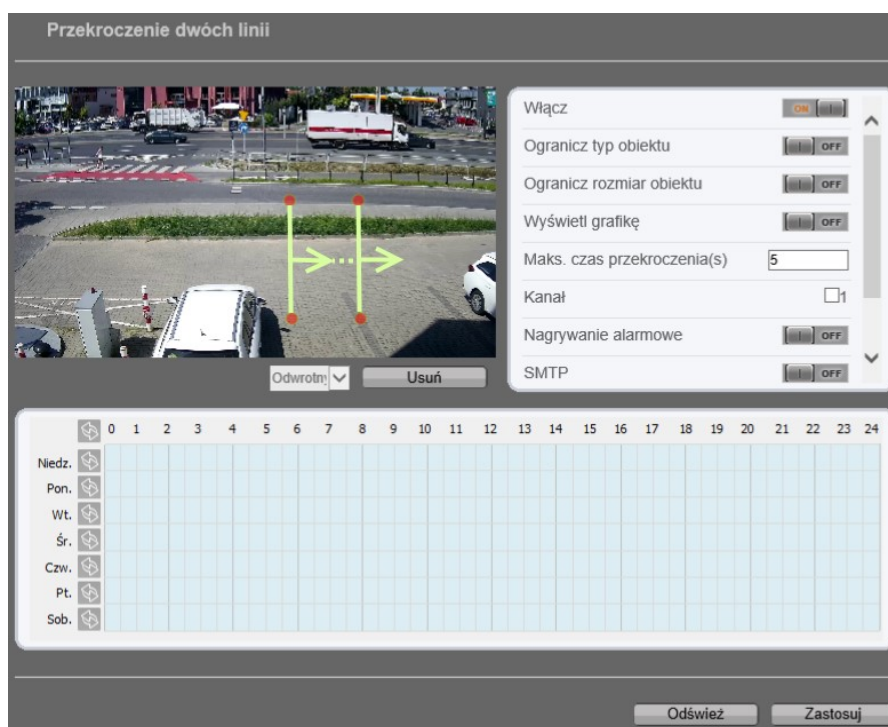 Przekroczenie dwóch linii
Włącz ON
Ogranicz typ obiektu OFF
Ogranicz rozmiar obiektu OFF
Wyświetl grafikę OFF
Maks. czas przekroczenia(s) 5
Kanał 1
Nagrywanie alarmowe OFF
SMTP OFF
Odwrotny Usuń
0 1 2 3 4 5 6 7 8 9 10 11 12 13 14 15 16 17 18 19 20 21 22 23 24
Niedz.
Pon.
Wt.
Śr.
Czw.
Pt.
Sob.
Odśwież Zastosuj